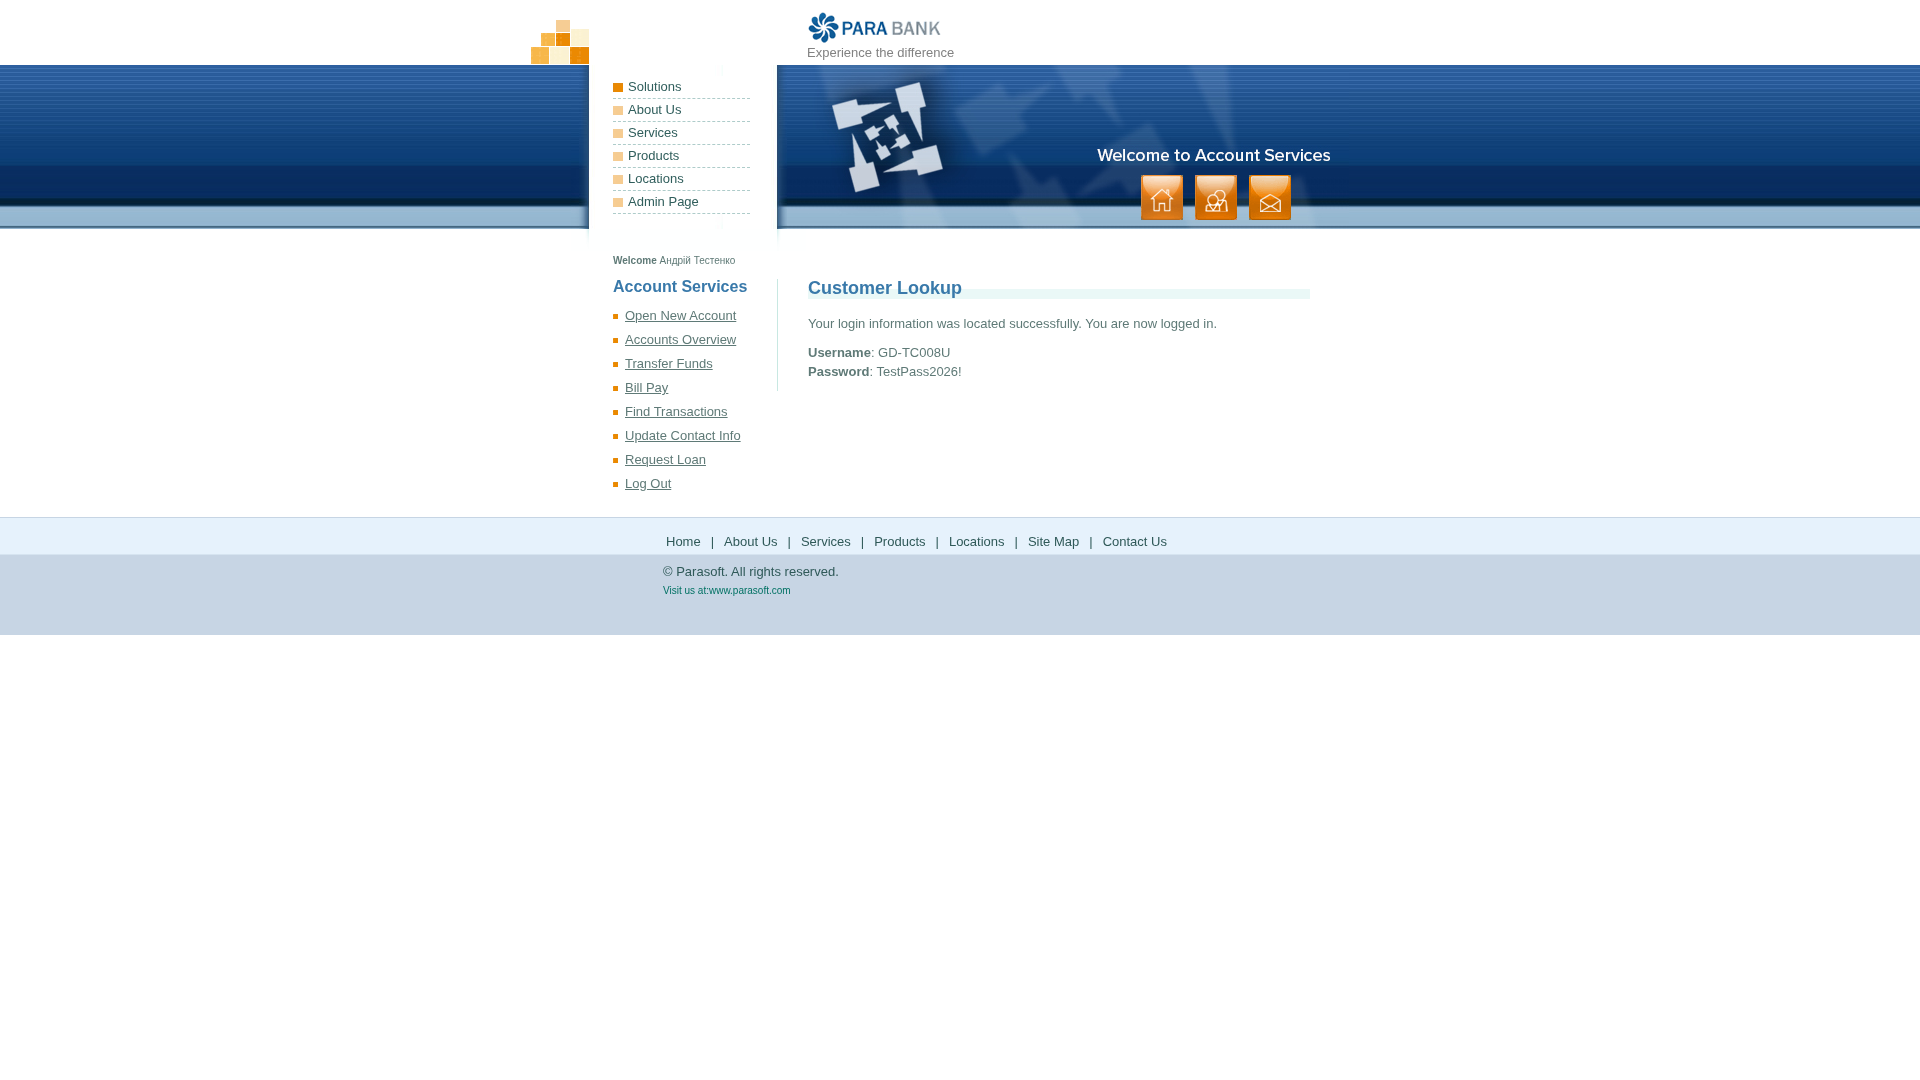 PARA BANK
Experience the difference
Solutions
About Us
Services
Products
Locations
Admin Page
Welcome to Account Services
Welcome Андрій Тестенко
Account Services
Open New Account
Accounts Overview
Transfer Funds
Bill Pay
Find Transactions
Update Contact Info
Request Loan
Log Out
Customer Lookup
Your login information was located successfully. You are now logged in.
Username: GD-TC008U
Password: TestPass2026!
Home | About Us | Services | Products | Locations | Site Map | Contact Us
© Parasoft. All rights reserved.
Visit us at:www.parasoft.com